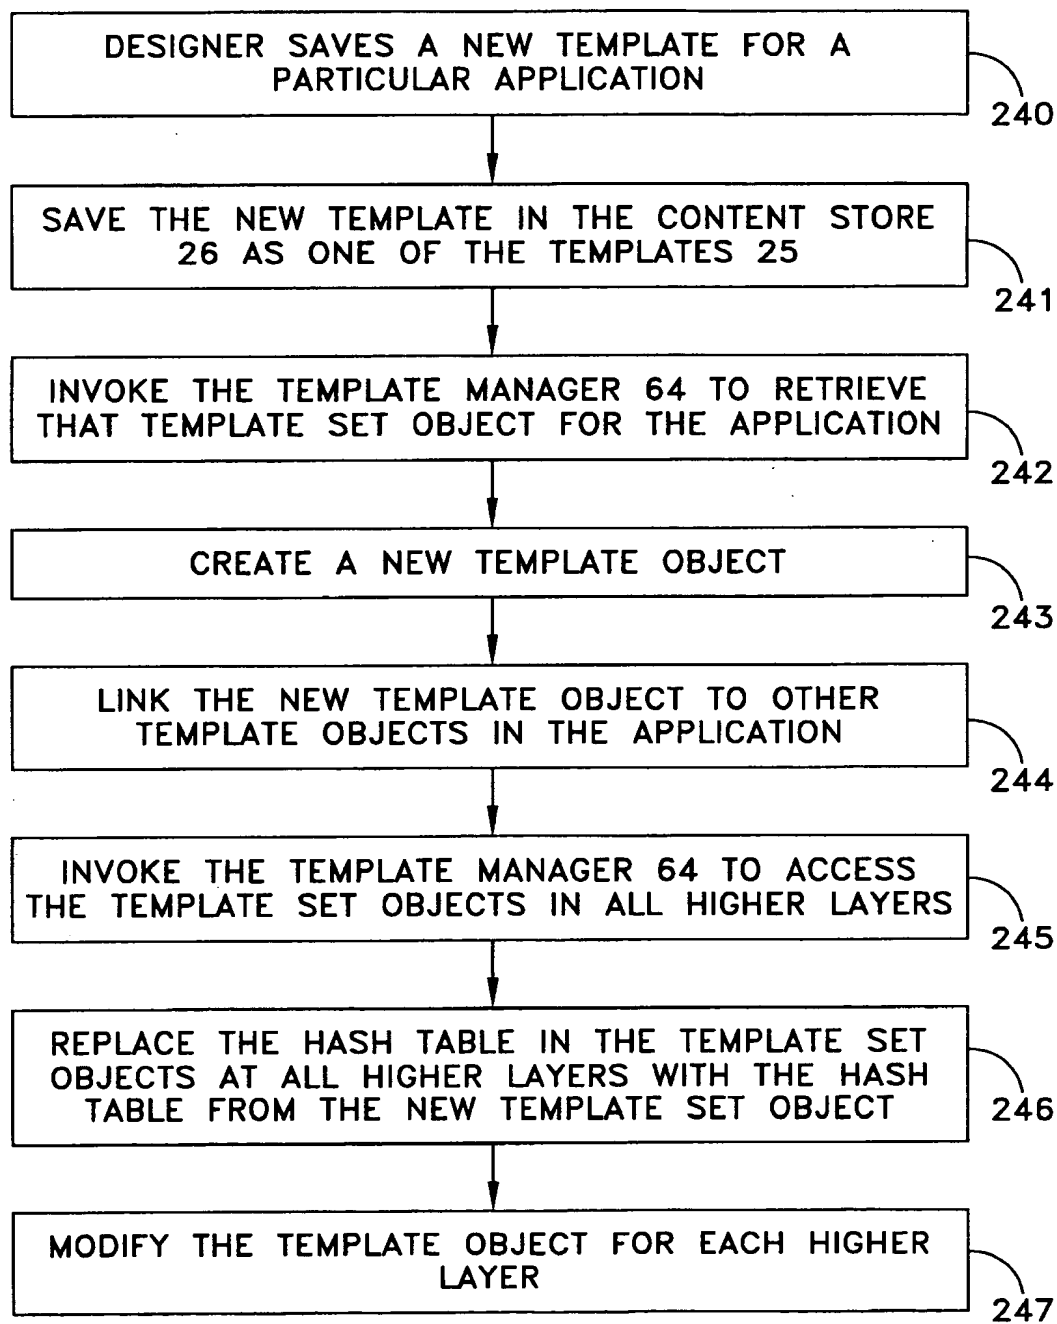 DESIGNER SAVES A NEW TEMPLATE FOR A
PARTICULAR APPLICATION
240
SAVE THE NEW TEMPLATE IN THE CONTENT STORE
26 AS ONE OF THE TEMPLATES 25
241
INVOKE THE TEMPLATE MANAGER 64 TO RETRIEVE
THAT TEMPLATE SET OBJECT FOR THE APPLICATION
242
CREATE A NEW TEMPLATE OBJECT
243
LINK THE NEW TEMPLATE OBJECT TO OTHER
TEMPLATE OBJECTS IN THE APPLICATION
244
INVOKE THE TEMPLATE MANAGER 64 TO ACCESS
THE TEMPLATE SET OBJECTS IN ALL HIGHER LAYERS
245
REPLACE THE HASH TABLE IN THE TEMPLATE SET
OBJECTS AT ALL HIGHER LAYERS WITH THE HASH
TABLE FROM THE NEW TEMPLATE SET OBJECT
246
MODIFY THE TEMPLATE OBJECT FOR EACH HIGHER
LAYER
247